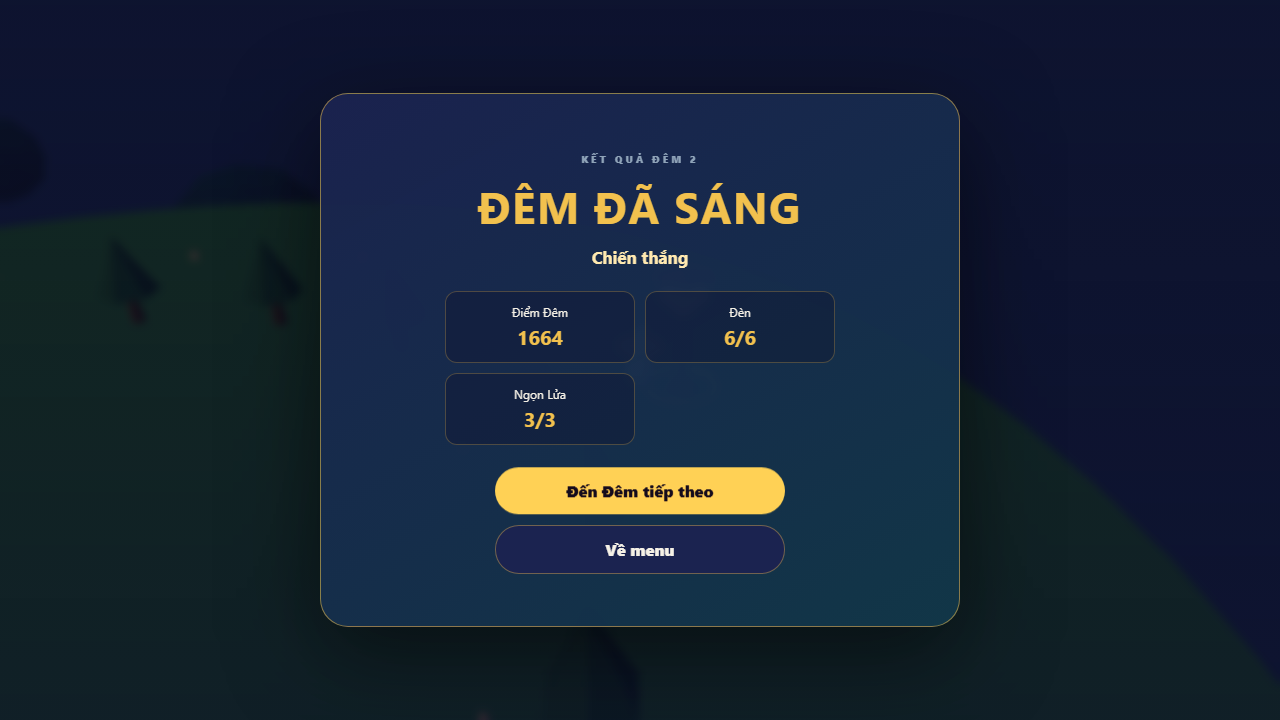 KẾT QUẢ ĐÊM 2
ĐÊM ĐÃ SÁNG
Chiến thắng
Điểm Đêm
1664
Đèn
6/6
Ngọn Lửa
3/3
Đến Đêm tiếp theo
Về menu